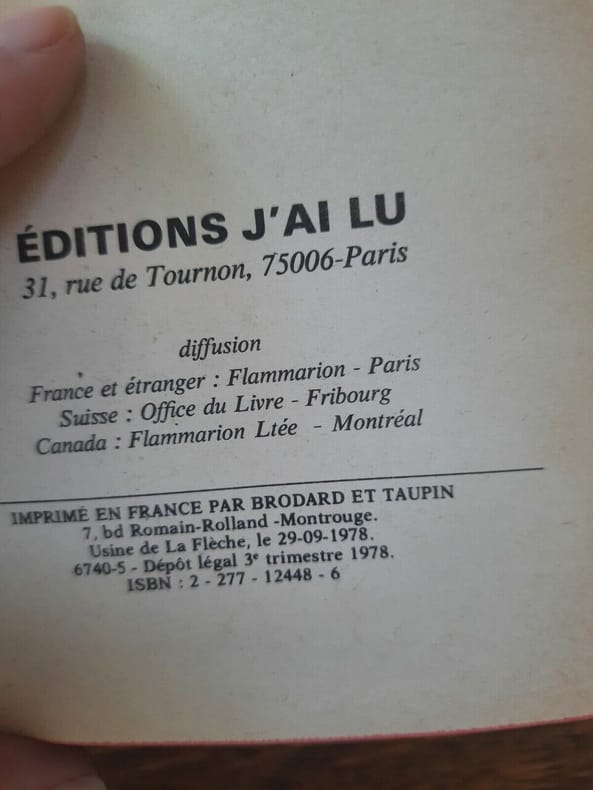 ÉDITIONS J'AI LU
31, rue de Tournon, 75006-Paris
diffusion
France et étranger : Flammarion - Paris
Suisse : Office du Livre - Fribourg
Canada : Flammarion Ltée - Montréal
IMPRIMÉ EN FRANCE PAR BRODARD ET TAUPIN
7, bd Romain-Rolland -Montrouge.
Usine de La Flèche, le 29-09-1978.
6740-5 - Dépôt légal 3e trimestre 1978.
ISBN : 2 - 277 - 12448 - 6